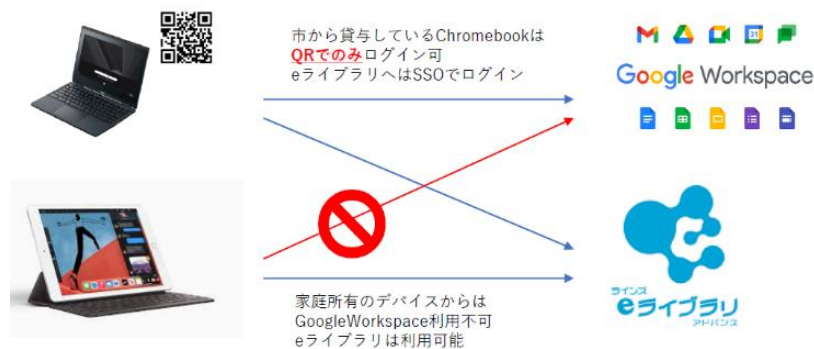 市から貸与しているChromebookは
QRでのみログイン可
eライブラリへはSSOでログイン
31
Google Workspace
家庭所有のデバイスからは
GoogleWorkspace利用不可
eライブラリは利用可能
ラインズ
eライブラリ
アドバンス